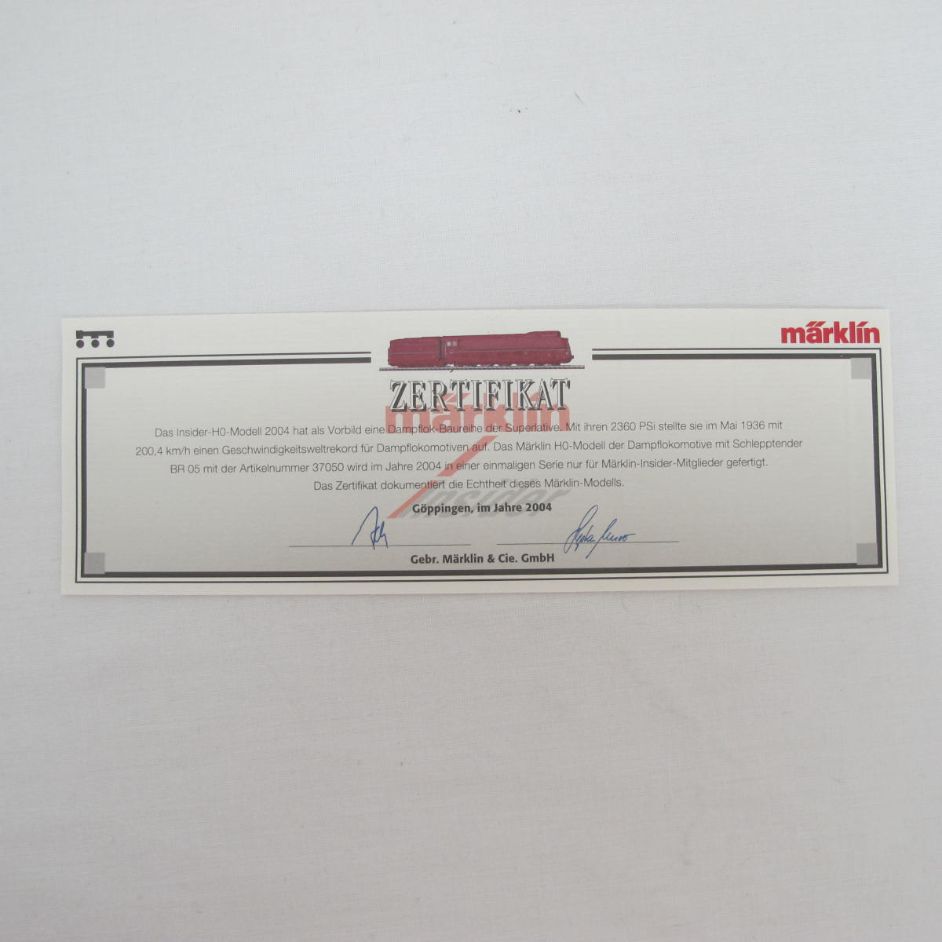 märklin
ZERTIFIKAT
märklin
Das Insider-H0-Modell 2004 hat als Vorbild eine Dampflok-Baureihe der Superlative. Mit ihren 2360 PSi stellte sie im Mai 1936 mit
200,4 km/h einen Geschwindigkeitsweltrekord für Dampflokomotiven auf. Das Märklin H0-Modell der Dampflokomotive mit Schlepptender
BR 05 mit der Artikelnummer 37050 wird im Jahre 2004 in einer einmaligen Serie nur für Märklin-Insider-Mitglieder gefertigt.
Das Zertifikat dokumentiert die Echtheit dieses Märklin-Modells.
Insider
Göppingen, im Jahre 2004
Gebr. Märklin & Cie. GmbH